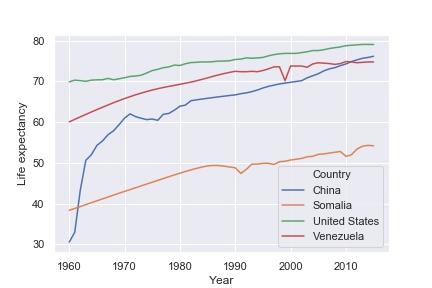 80
70
60
50
40
30
Life expectancy
Country
China
Somalia
United States
Venezuela
1960
1970
1980
1990
2000
2010
Year